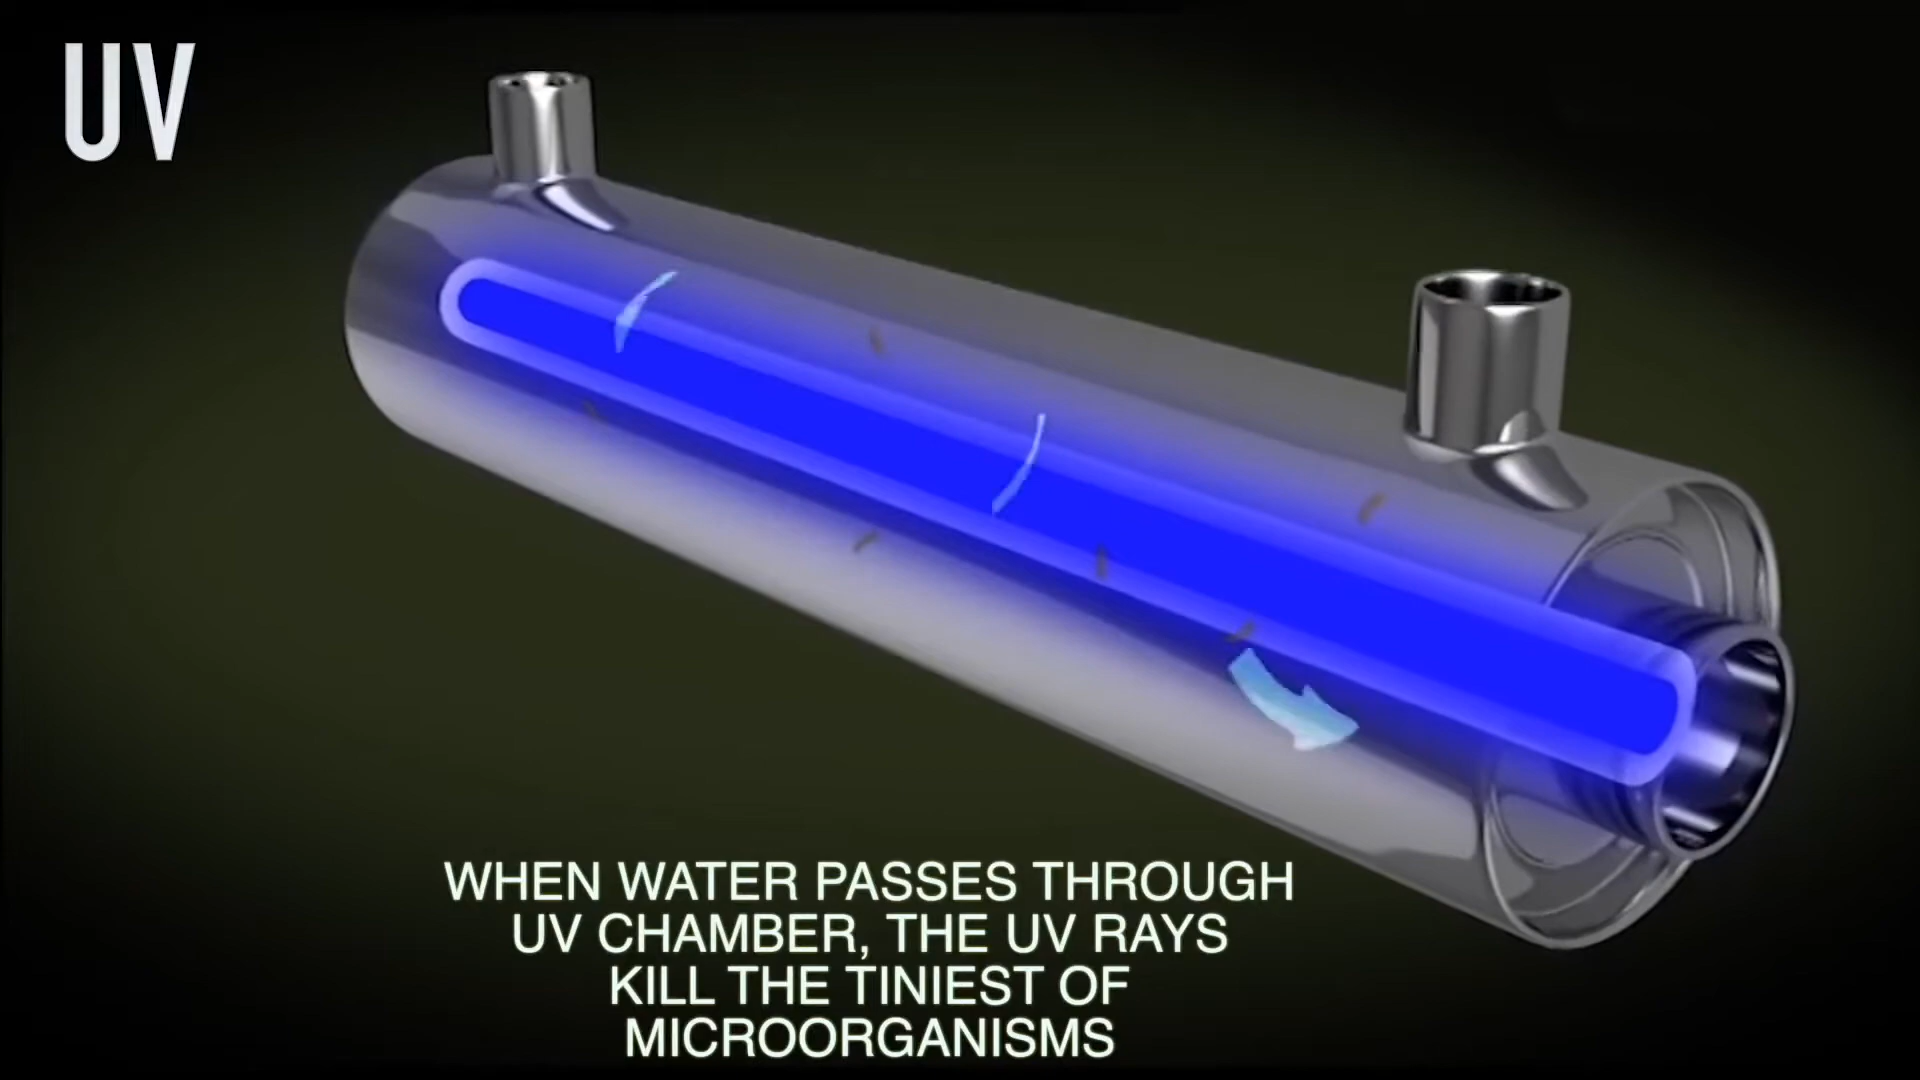 UV
WHEN WATER PASSES THROUGH
UV CHAMBER, THE UV RAYS
KILL THE TINIEST OF
MICROORGANISMS